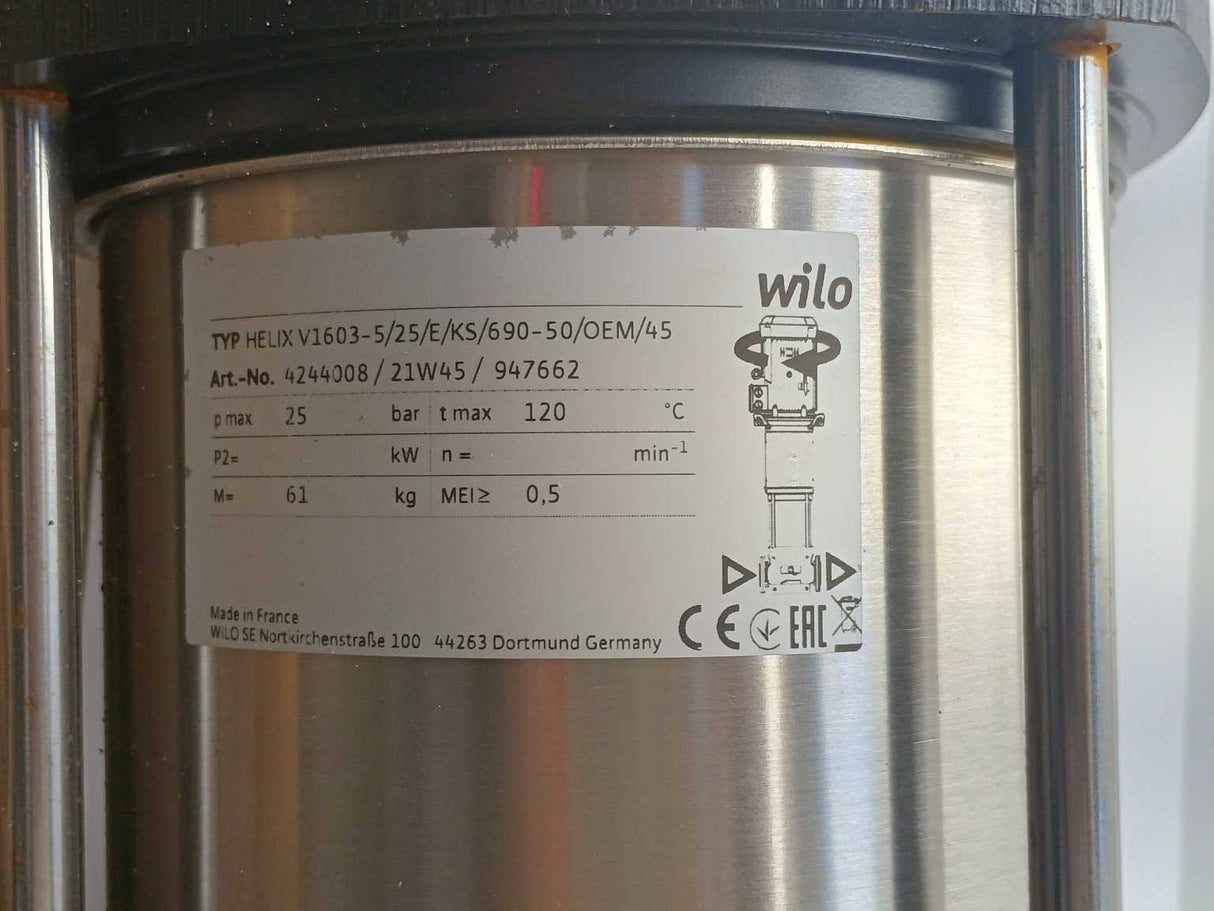 wilo
TYP HELIX V1603-5/25/E/KS/690-50/OEM/45
Art.-No. 4244008 / 21W45 / 947662
p max 25 bar t max 120 °C
P2= kW n = min⁻¹
M= 61 kg MEI≥ 0,5
Made in France
WILO SE Nortkirchenstraße 100 44263 Dortmund Germany
CE EAC